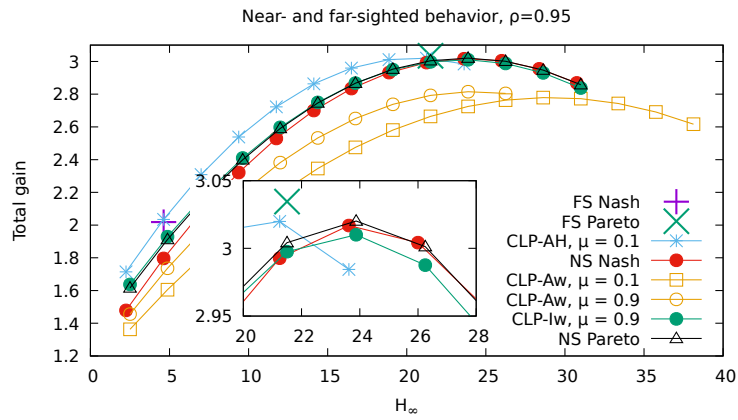 Near- and far-sighted behavior, ρ=0.95
Total gain
3
2.8
2.6
2.4
2.2
2
1.8
1.6
1.4
1.2
0
5
10
15
20
25
30
35
40
H∞
3.05
3
2.95
20
22
24
26
28
FS Nash
FS Pareto
CLP-AH, μ = 0.1
NS Nash
CLP-Aw, μ = 0.1
CLP-Aw, μ = 0.9
CLP-Iw, μ = 0.9
NS Pareto